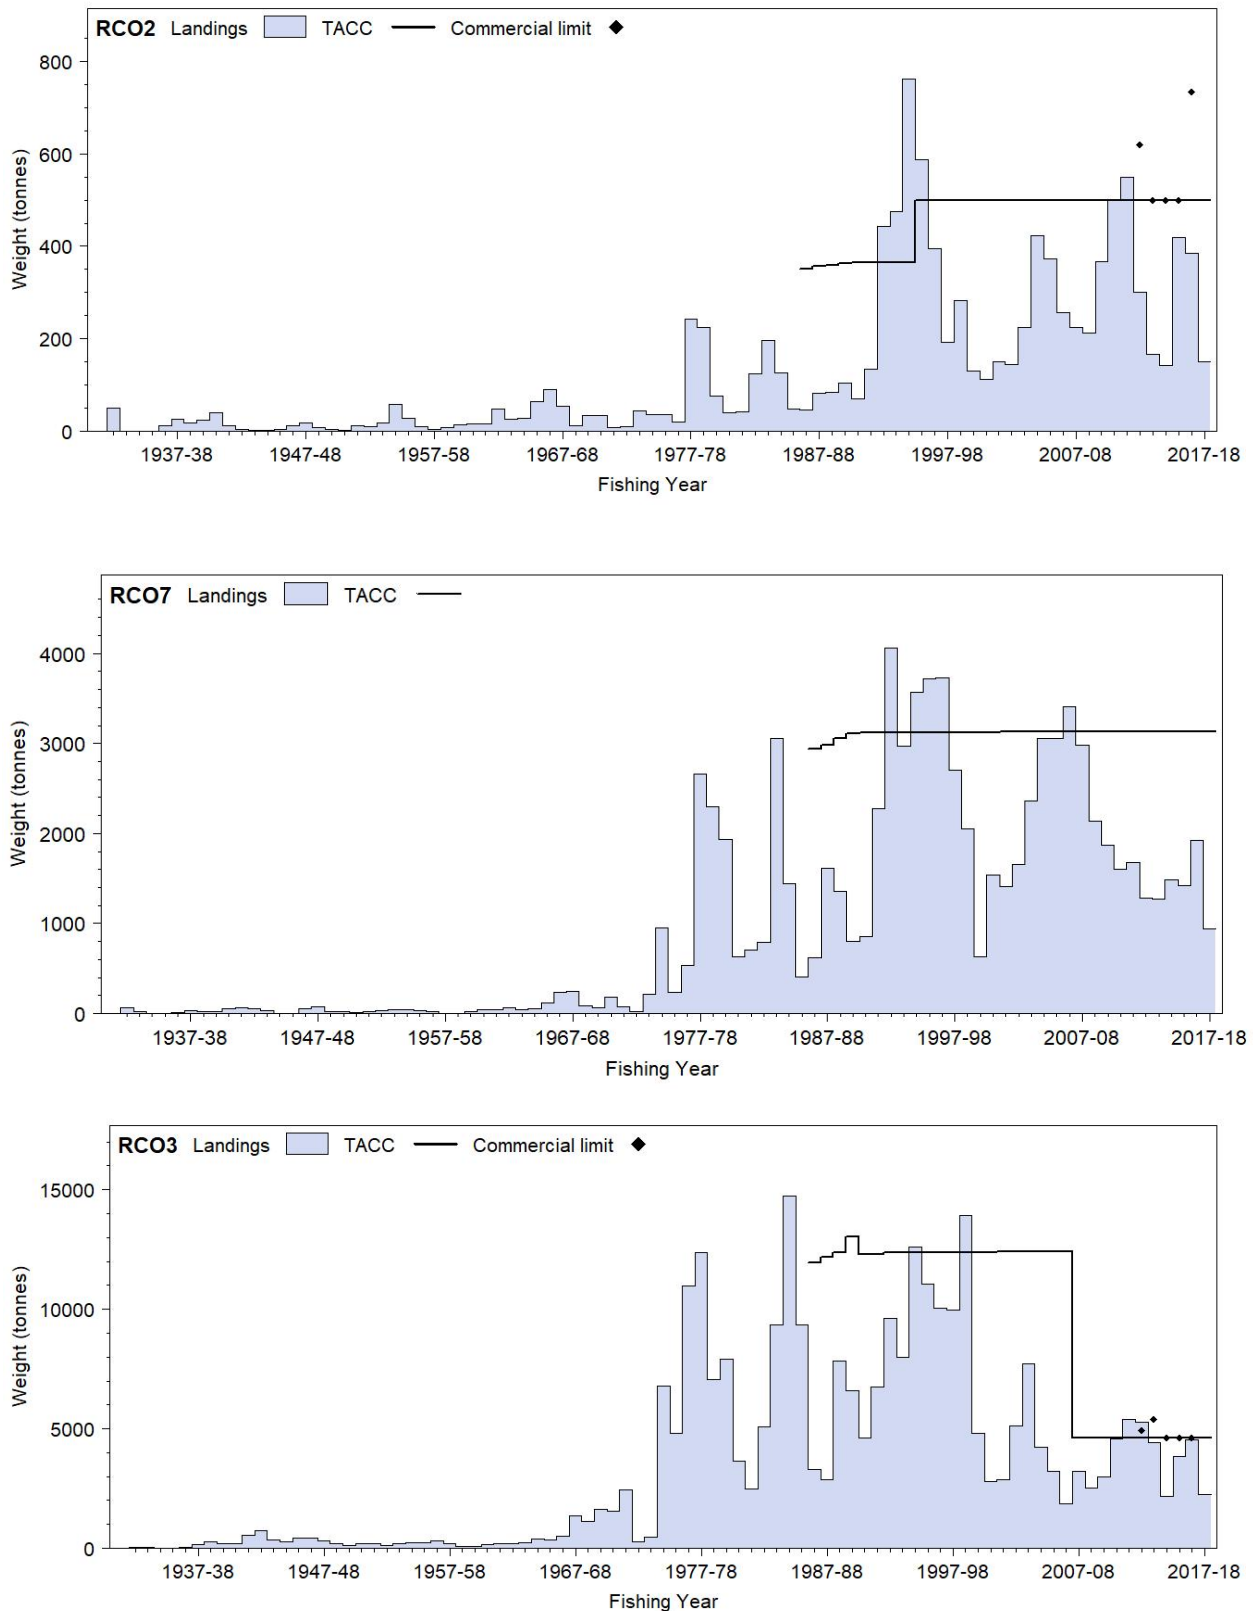 RCO2 Landings TACC Commercial limit
800
600
400
200
0
Weight (tonnes)
1937-38 1947-48 1957-58 1967-68 1977-78 1987-88 1997-98 2007-08 2017-18
Fishing Year
RCO7 Landings TACC
4000
3000
2000
1000
0
Weight (tonnes)
1937-38 1947-48 1957-58 1967-68 1977-78 1987-88 1997-98 2007-08 2017-18
Fishing Year
RCO3 Landings TACC Commercial limit
15000
10000
5000
0
Weight (tonnes)
1937-38 1947-48 1957-58 1967-68 1977-78 1987-88 1997-98 2007-08 2017-18
Fishing Year